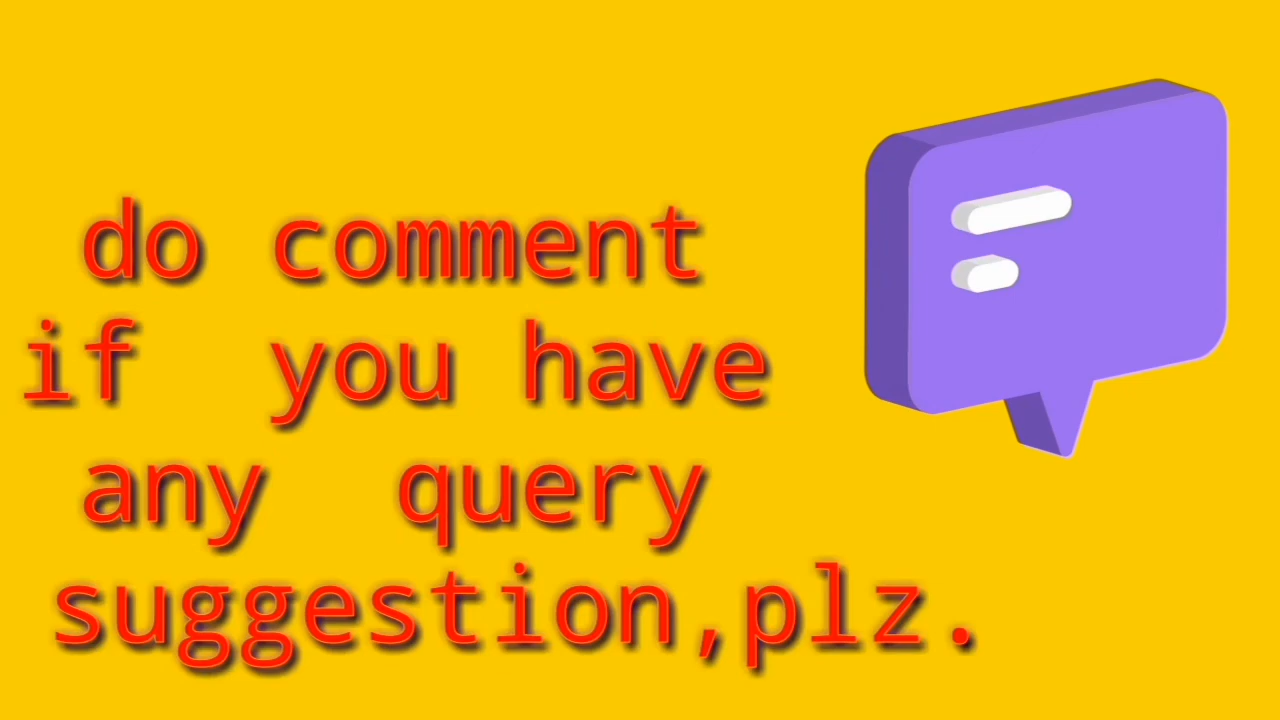 do comment
if you have
any query
suggestion,plz.